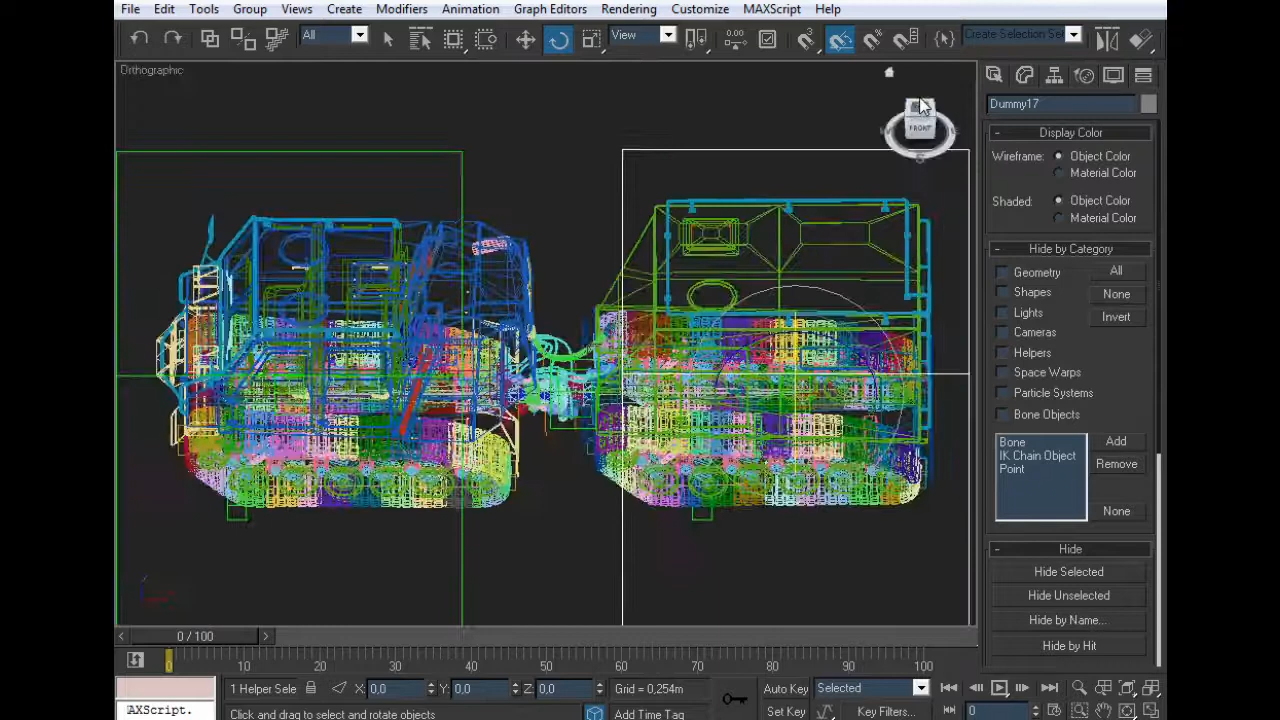 File Edit Tools Group Views Create Modifiers Animation Graph Editors Rendering Customize MAXScript Help
All View Create Selection Set
Orthographic
FRONT
Dummy17
Display Color
Wireframe: Object Color
Material Color
Shaded: Object Color
Material Color
Hide by Category
Geometry All
Shapes None
Lights Invert
Cameras
Helpers
Space Warps
Particle Systems
Bone Objects
Bone Add
IK Chain Object Remove
Point
None
Hide
Hide Selected
Hide Unselected
Hide by Name...
Hide by Hit
< 0 / 100 >
0 10 20 30 40 50 60 70 80 90 100
1 Helper Sele X: 0,0 Y: 0,0 Z: 0,0 Grid = 0,254m Auto Key Selected
AXScript. Click and drag to select and rotate objects Add Time Tag Set Key Key Filters... 0